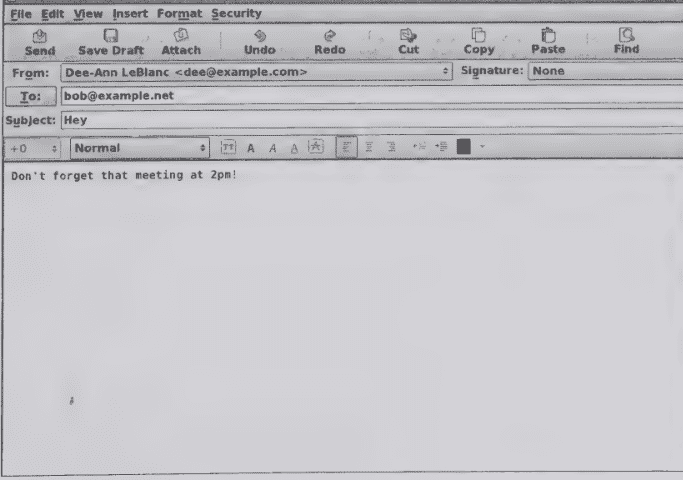 File Edit View Insert Format Security
Send Save Draft Attach Undo Redo Cut Copy Paste Find
From: Dee-Ann LeBlanc <dee@example.com> Signature: None
To: bob@example.net
Subject: Hey
+0 Normal TT A A A A
Don't forget that meeting at 2pm!